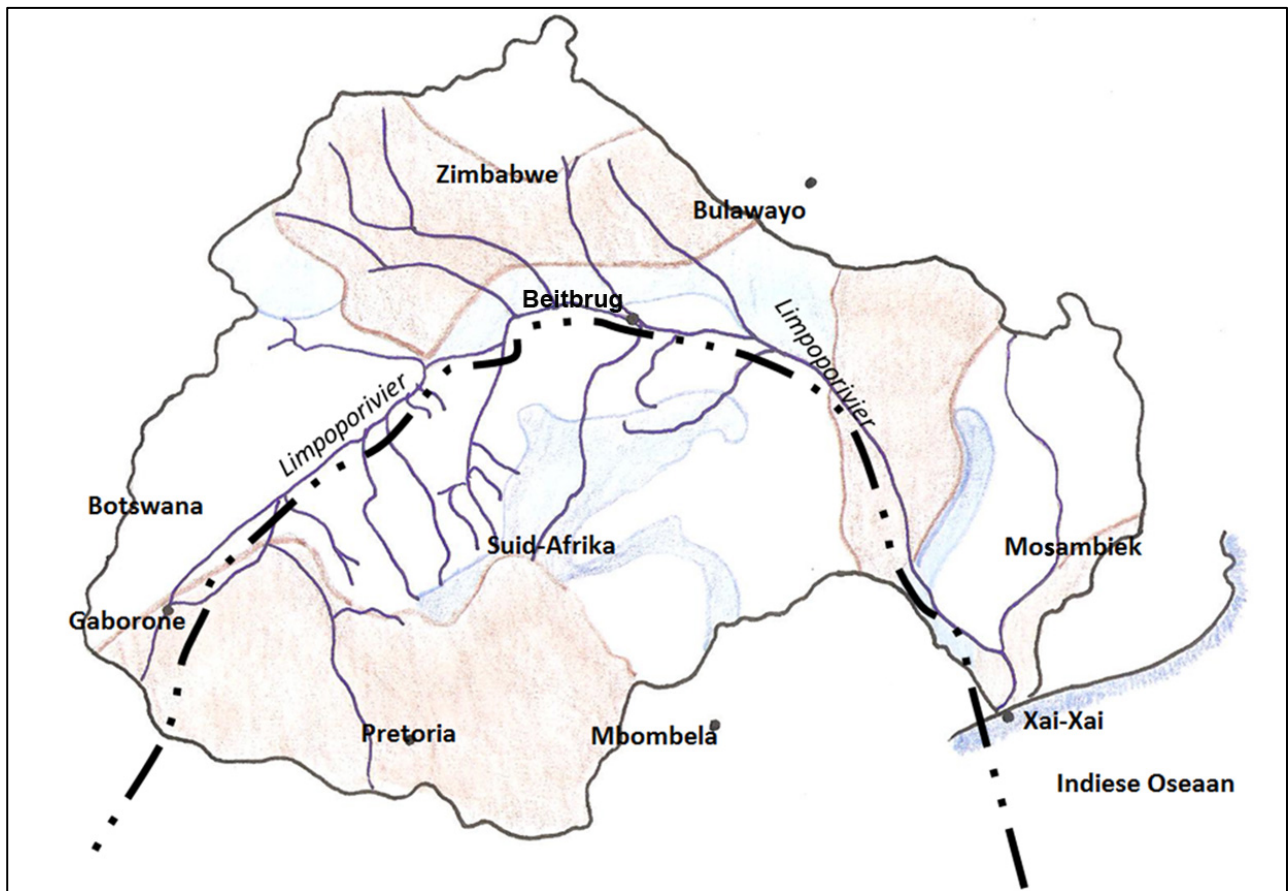 Zimbabwe
Bulawayo
Beitbrug
Limpoporivier
Limpoporivier
Botswana
Suid-Afrika
Mosambiek
Gaborone
Pretoria
Mbombela
Xai-Xai
Indiese Oseaan